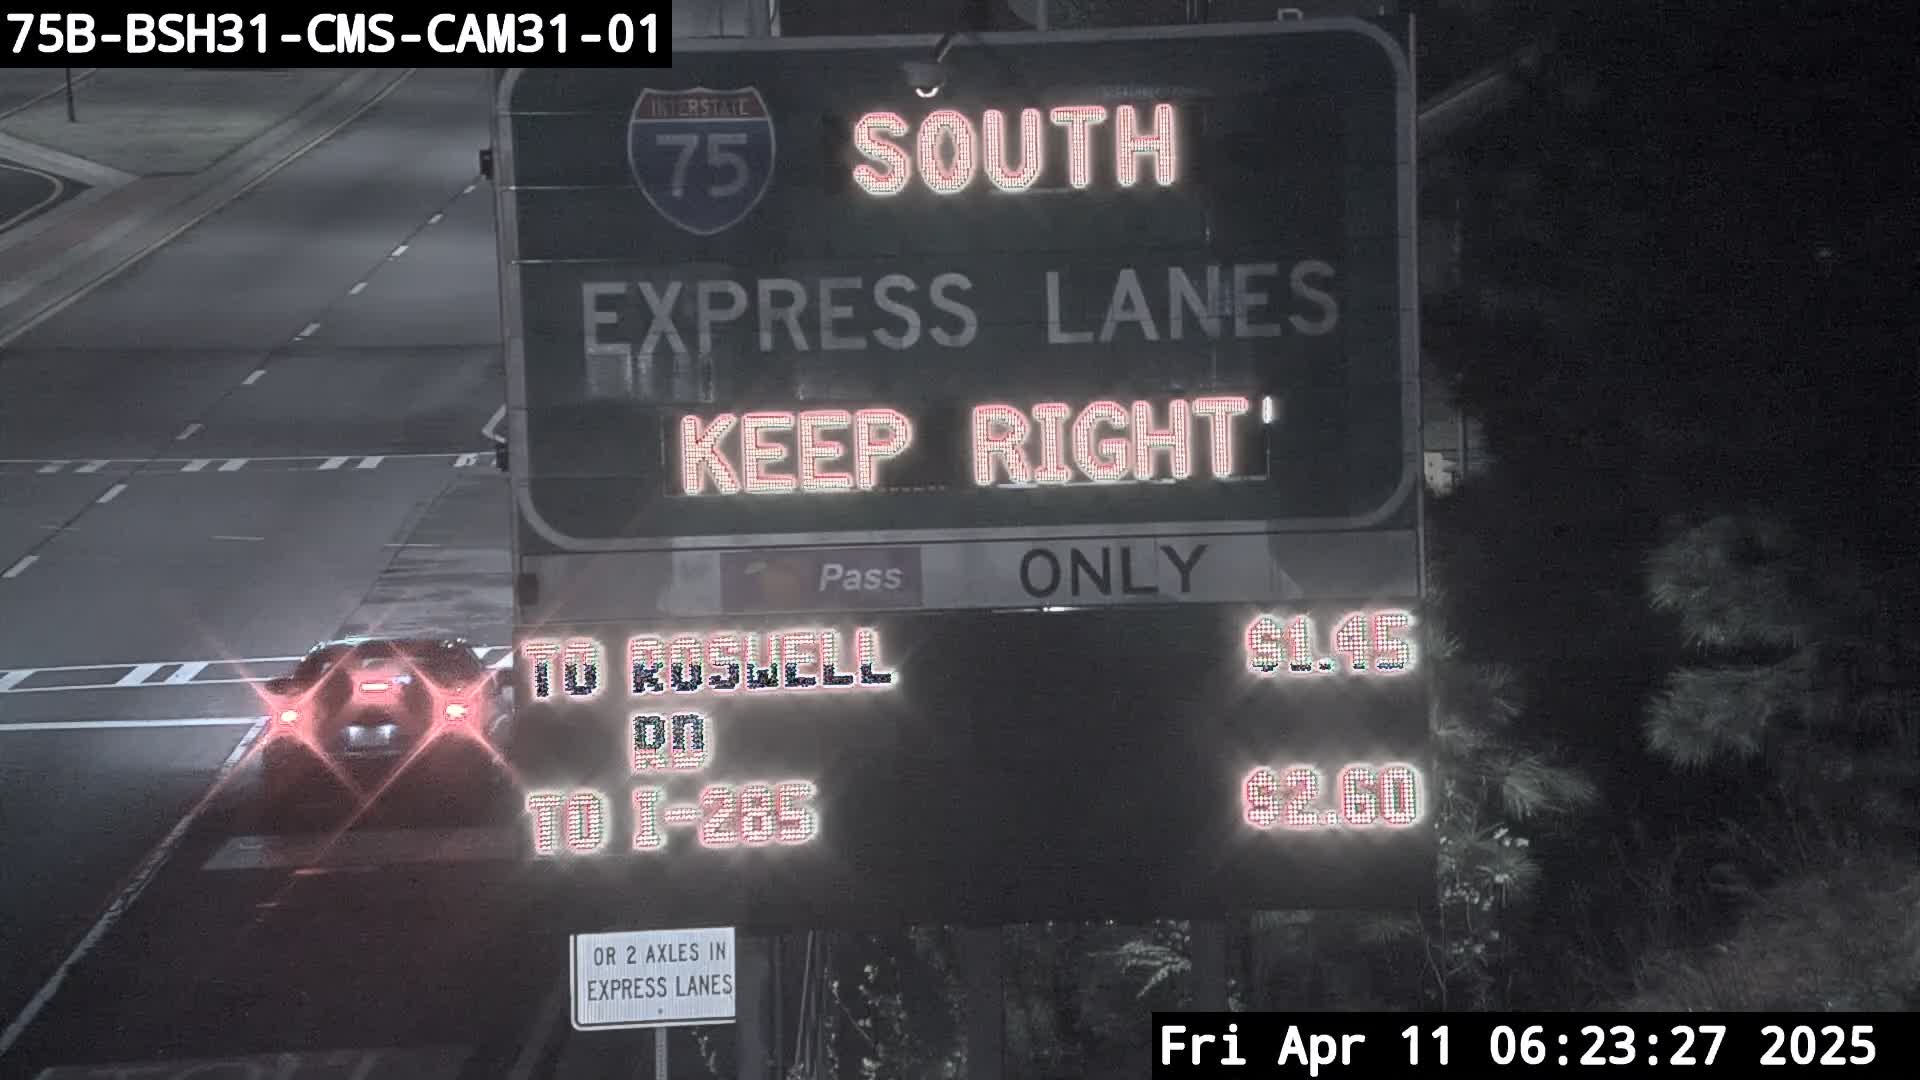 75B-BSH31-CMS-CAM31-01
INTERSTATE
75 SOUTH
EXPRESS LANES
KEEP RIGHT
Pass ONLY
TO ROSWELL $1.45
RD
TO I-285 $2.60
OR 2 AXLES IN
EXPRESS LANES
Fri Apr 11 06:23:27 2025